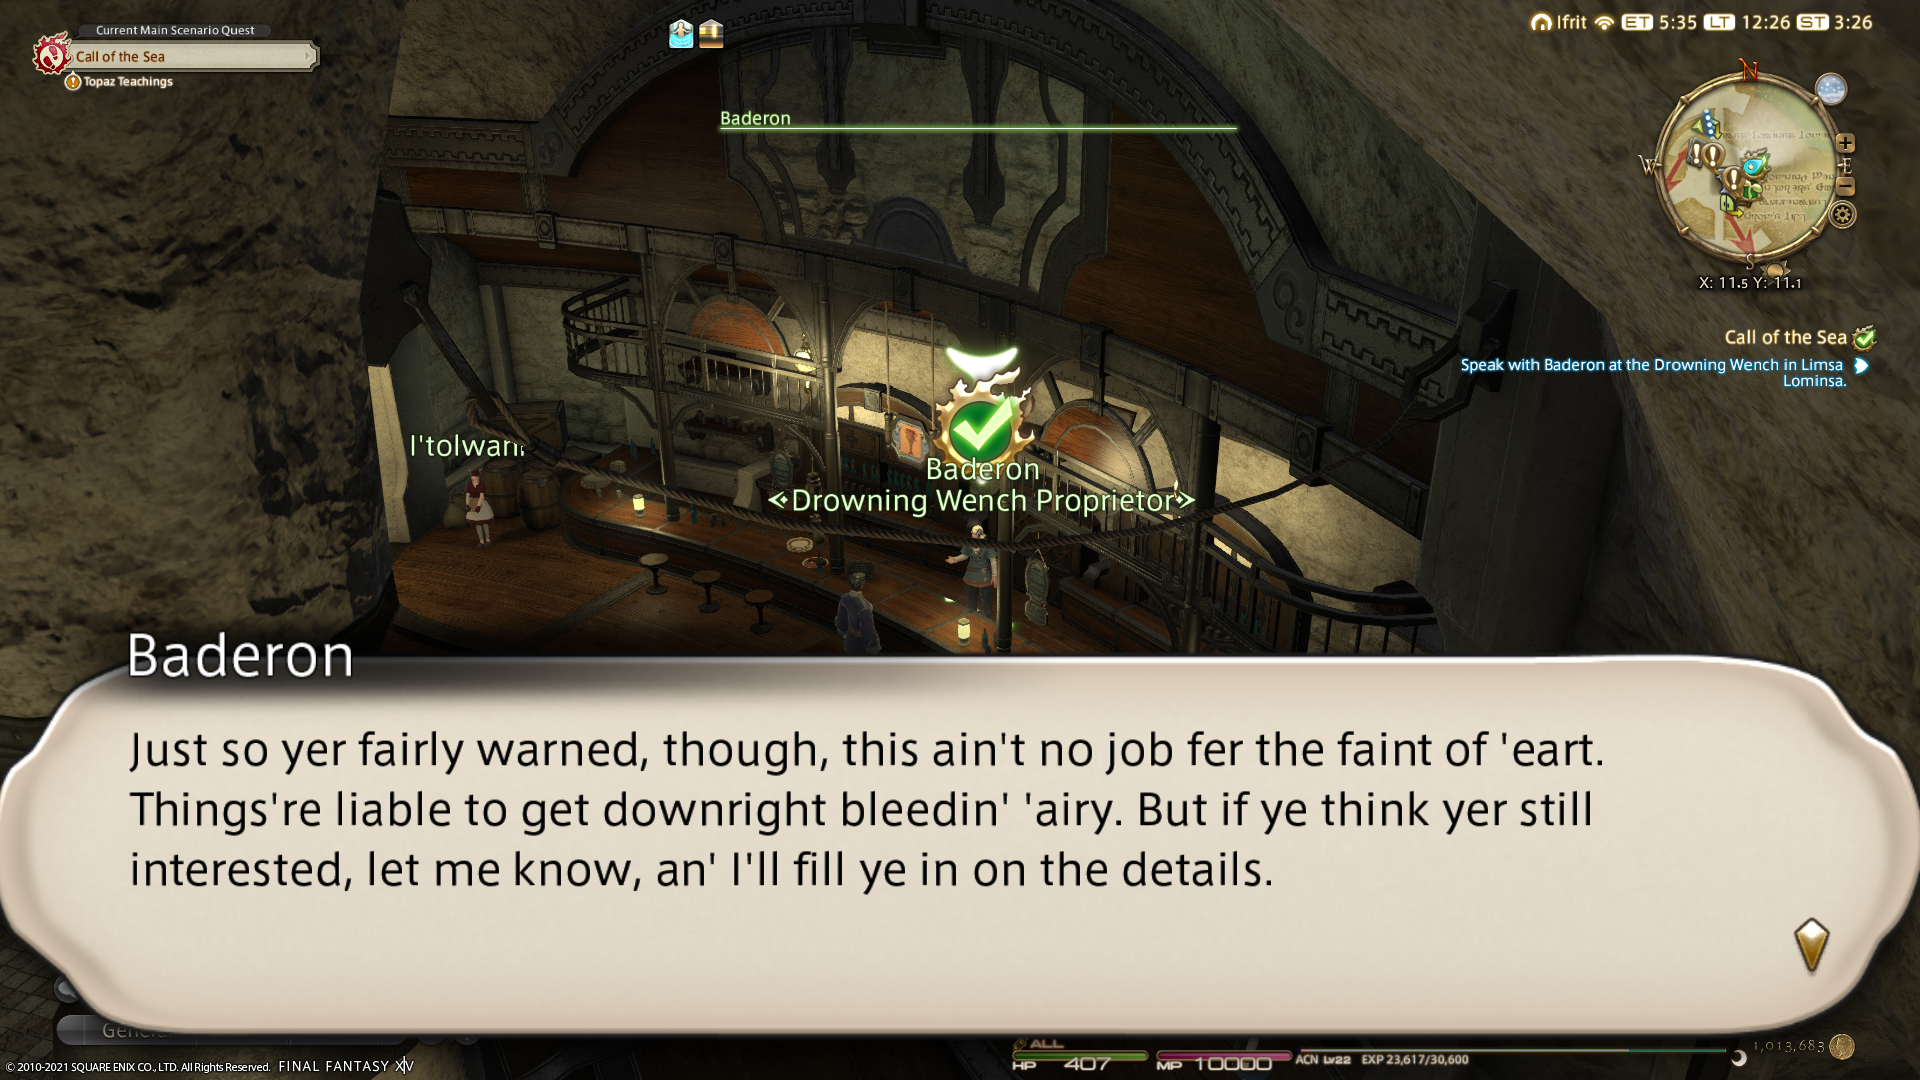 Current Main Scenario Quest
Call of the Sea
Topaz Teachings
Ifrit ET 5:35 LT 12:26 ST 3:26
Baderon
N
W
E
S
X: 11.5 Y: 11.1
Call of the Sea
Speak with Baderon at the Drowning Wench in Limsa
Lominsa.
I'tolwann
Baderon
Drowning Wench Proprietor
Baderon
Just so yer fairly warned, though, this ain't no job fer the faint of 'eart.
Things're liable to get downright bleedin' 'airy. But if ye think yer still
interested, let me know, an' I'll fill ye in on the details.
ALL
HP 407 MP 10000 ACN Lv22 EXP 23,617/30,600
1,013,683
© 2010-2021 SQUARE ENIX CO., LTD. All Rights Reserved. FINAL FANTASY XIV